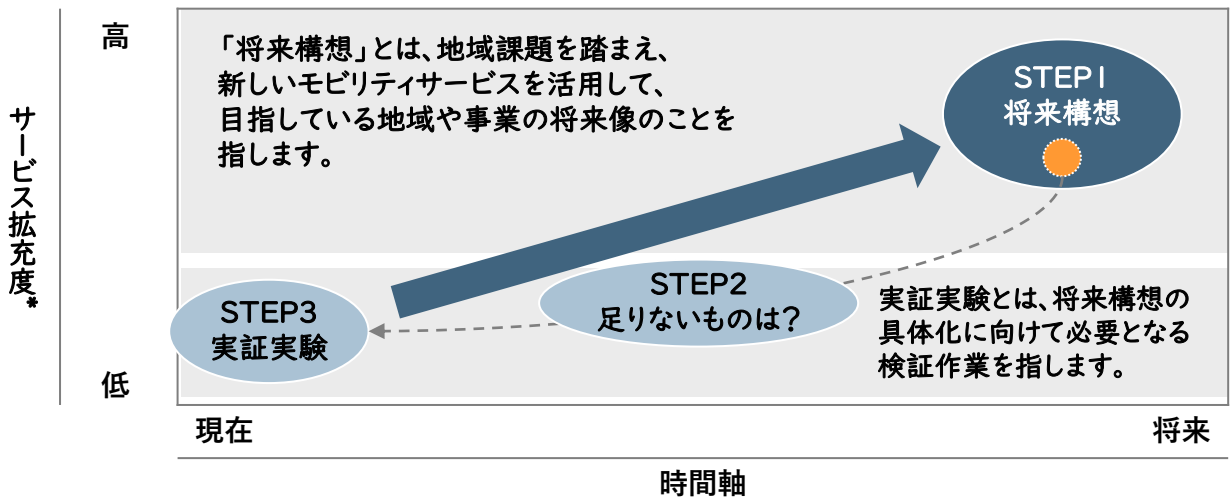 高
「将来構想」とは、地域課題を踏まえ、
新しいモビリティサービスを活用して、
目指している地域や事業の将来像のことを
指します。
STEP1
将来構想
サービス拡充度*
STEP2
足りないものは?
STEP3
実証実験
実証実験とは、将来構想の
具体化に向けて必要となる
検証作業を指します。
低
現在
将来
時間軸